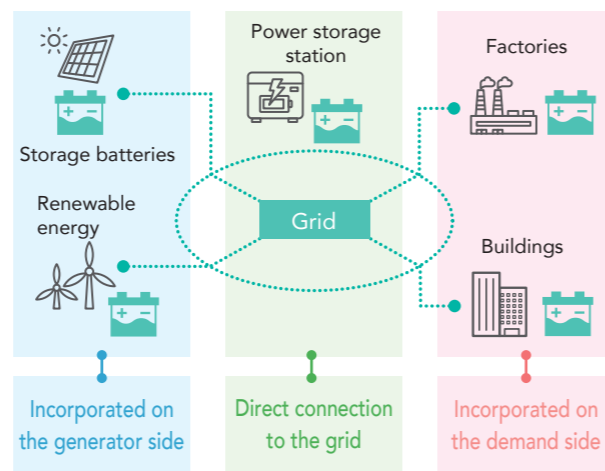 Storage batteries
Renewable
energy
Incorporated on
the generator side
Power storage
station
Grid
Direct connection
to the grid
Factories
Buildings
Incorporated on
the demand side